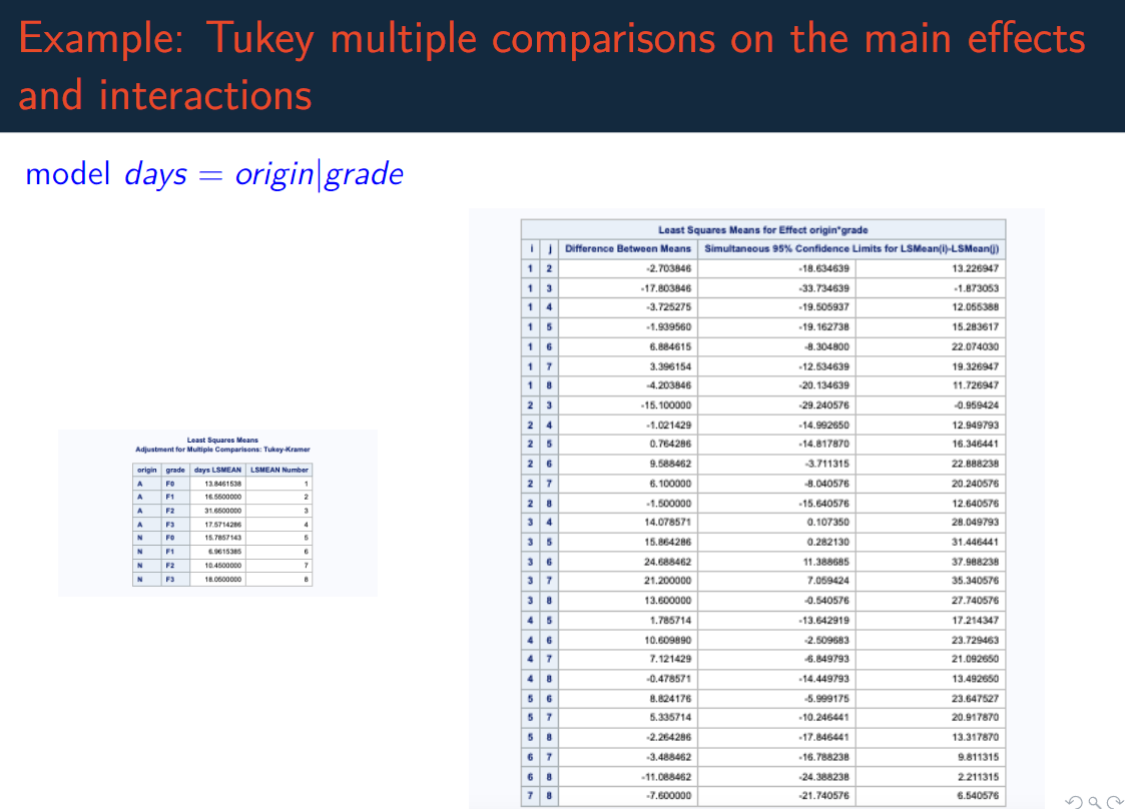 Example: Tukey multiple comparisons on the main effects
and interactions
model days = origin|grade
Least Squares Means
Adjustment for Multiple Comparisons: Tukey-Kramer
origin grade days LSMEAN LSMEAN Number
A F0 13.8461538 1
A F1 16.5500000 2
A F2 31.6500000 3
A F3 17.5714286 4
N F0 15.7857143 5
N F1 6.9615385 6
N F2 10.4500000 7
N F3 18.0500000 8
Least Squares Means for Effect origin*grade
i j Difference Between Means Simultaneous 95% Confidence Limits for LSMean(i)-LSMean(j)
1 2 -2.703846 -18.634639 13.226947
1 3 -17.803846 -33.734639 -1.873053
1 4 -3.725275 -19.505937 12.055388
1 5 -1.939560 -19.162738 15.283617
1 6 6.884615 -8.304800 22.074030
1 7 3.396154 -12.534639 19.326947
1 8 -4.203846 -20.134639 11.726947
2 3 -15.100000 -29.240576 -0.959424
2 4 -1.021429 -14.992650 12.949793
2 5 0.764286 -14.817870 16.346441
2 6 9.588462 -3.711315 22.888238
2 7 6.100000 -8.040576 20.240576
2 8 -1.500000 -15.640576 12.640576
3 4 14.078571 0.107350 28.049793
3 5 15.864286 0.282130 31.446441
3 6 24.688462 11.388685 37.988238
3 7 21.200000 7.059424 35.340576
3 8 13.600000 -0.540576 27.740576
4 5 1.785714 -13.642919 17.214347
4 6 10.609890 -2.509683 23.729463
4 7 7.121429 -6.849793 21.092650
4 8 -0.478571 -14.449793 13.492650
5 6 8.824176 -5.999175 23.647527
5 7 5.335714 -10.246441 20.917870
5 8 -2.264286 -17.846441 13.317870
6 7 -3.488462 -16.788238 9.811315
6 8 -11.088462 -24.388238 2.211315
7 8 -7.600000 -21.740576 6.540576